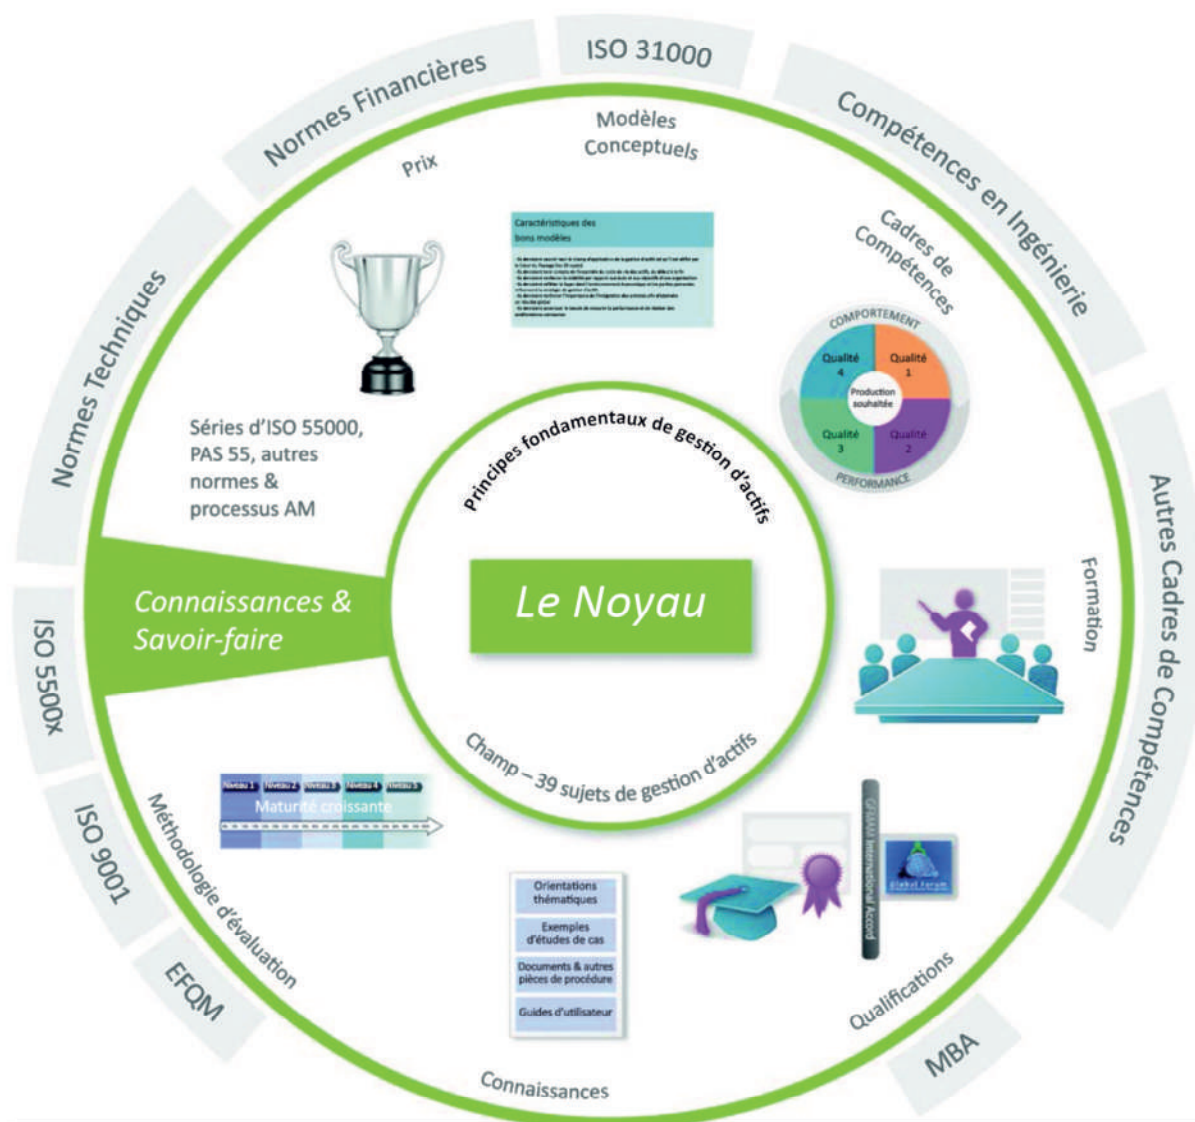 ISO 31000
Normes Financières
Compétences en Ingénierie
Normes Techniques
Autres Cadres de Compétences
ISO 5500x
ISO 9001
EFQM
MBA
Prix
Modèles
Conceptuels
Cadres de
Compétences
Caractéristiques des
bons modèles
COMPORTEMENT
Qualité
4
Qualité
1
Production
souhaitée
Qualité
3
Qualité
2
PERFORMANCE
Séries d'ISO 55000,
PAS 55, autres
normes &
processus AM
Principes fondamentaux de gestion d'actifs
Connaissances &
Savoir-faire
Le Noyau
Formation
Champ – 39 sujets de gestion d'actifs
Niveau 1
Niveau 2
Niveau 3
Niveau 4
Niveau 5
Maturité croissante
Méthodologie d'évaluation
GFMAM International Accord
Global Forum
Orientations
thématiques
Exemples
d'études de cas
Documents & autres
pièces de procédure
Guides d'utilisateur
Qualifications
Connaissances